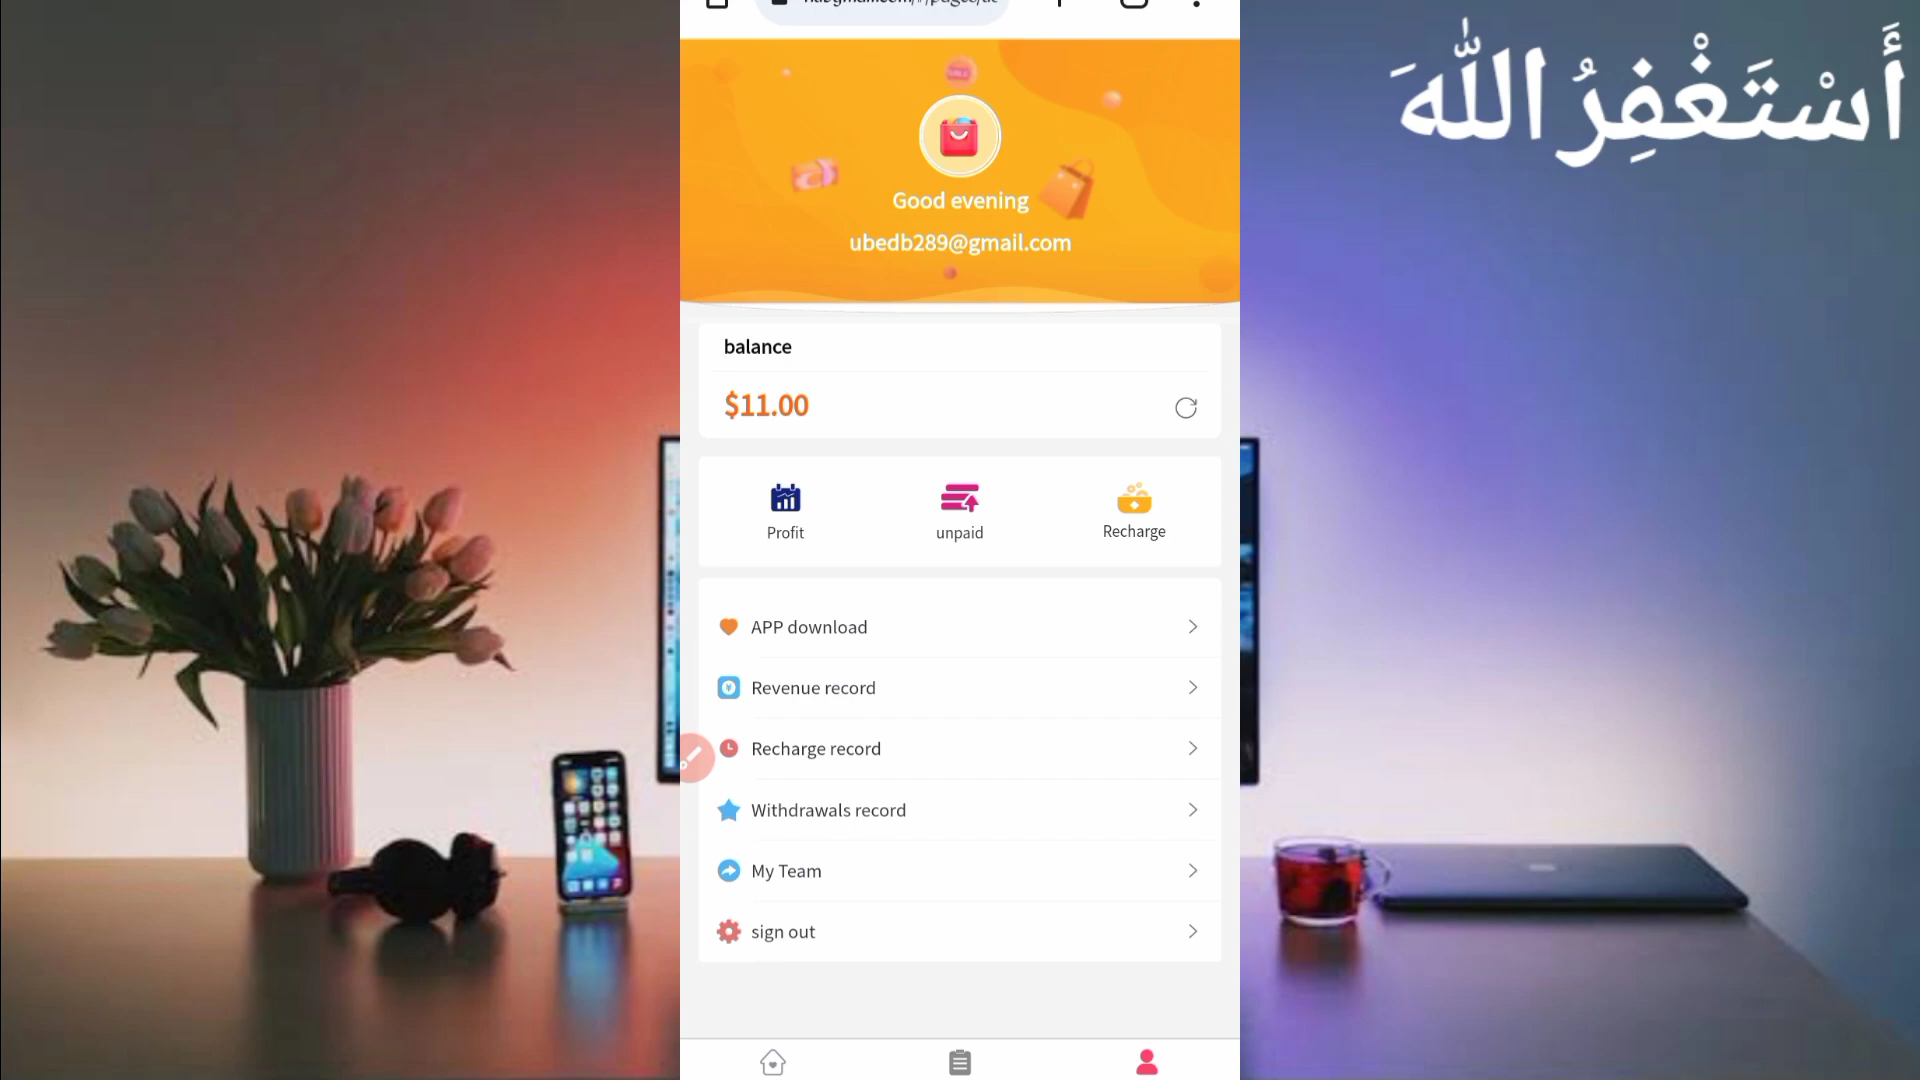 أَسْتَغْفِرُ اللّٰهَ
Good evening
ubedb289@gmail.com
balance
$11.00
Profit
unpaid
Recharge
APP download
Revenue record
Recharge record
Withdrawals record
My Team
sign out